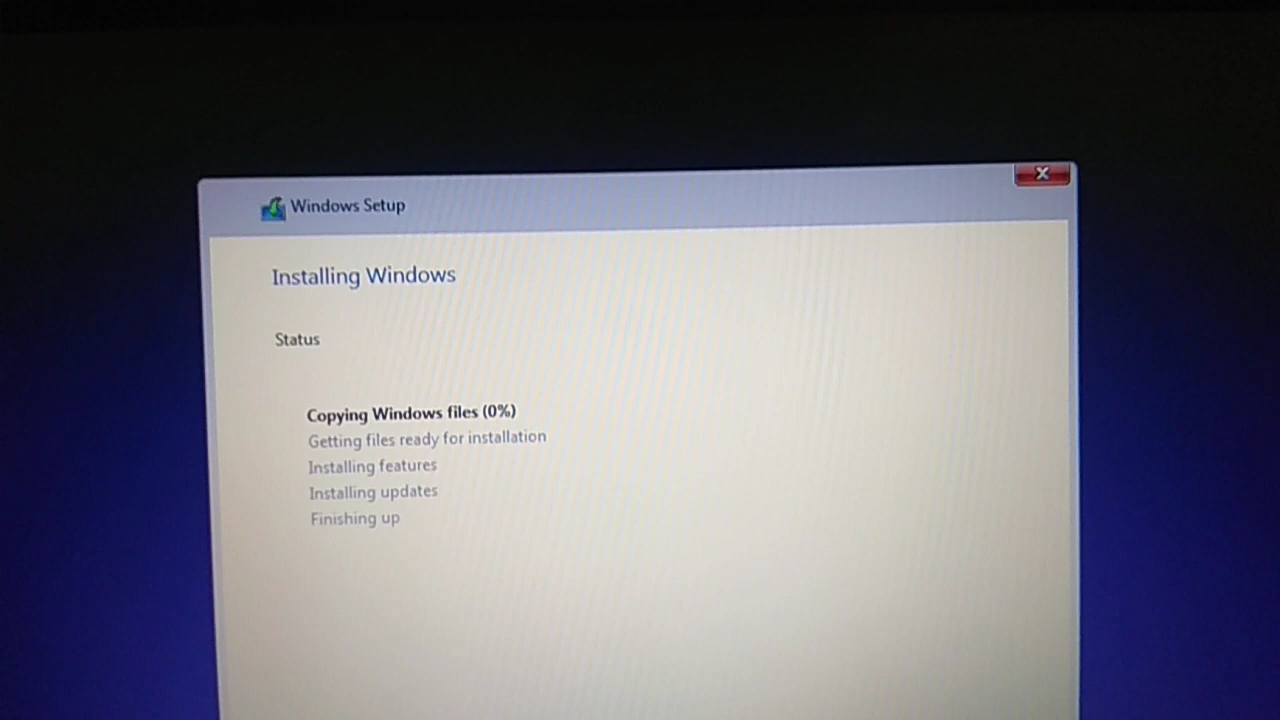 Windows Setup
Installing Windows
Status
Copying Windows files (0%)
Getting files ready for installation
Installing features
Installing updates
Finishing up